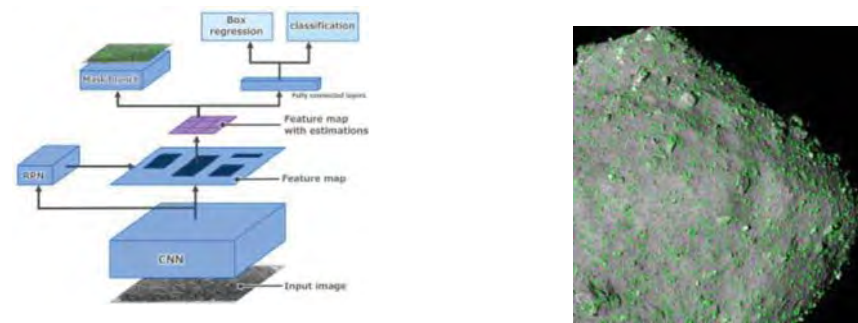 Box
regression
classification
Mask branch
Fully connected layers
Feature map
with estimations
RPN
Feature map
CNN
Input image